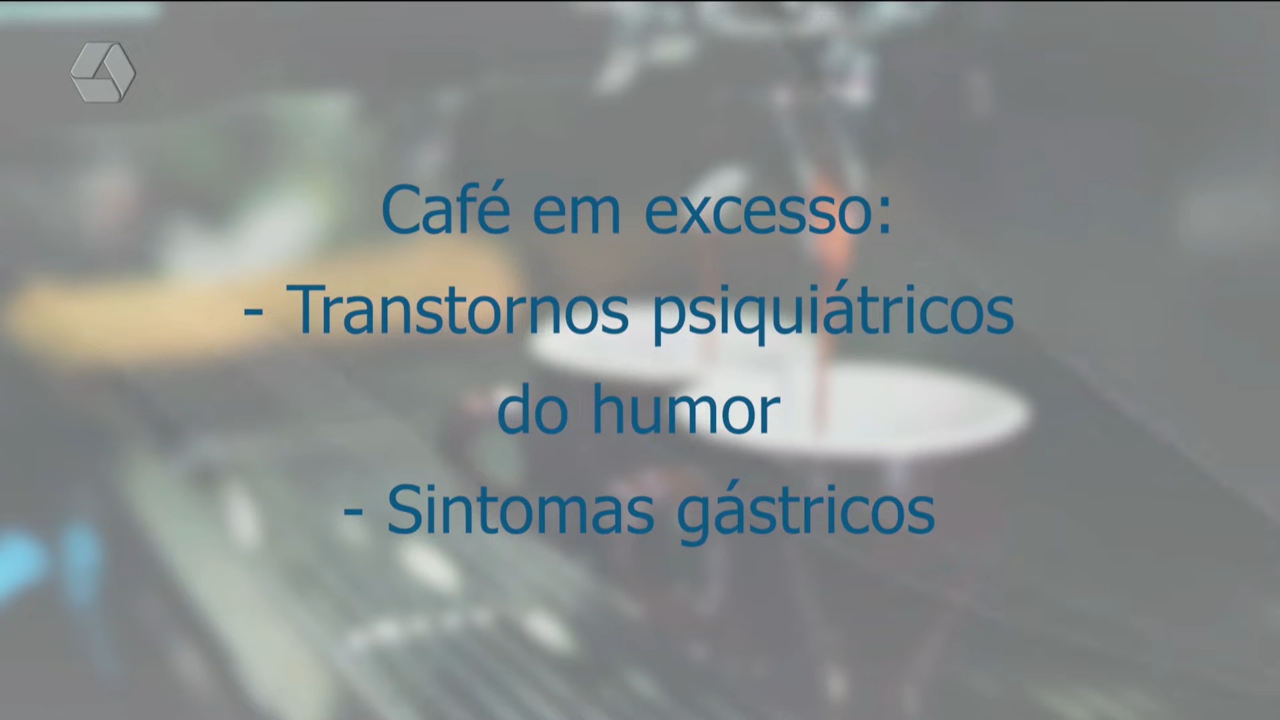 Café em excesso:
- Transtornos psiquiátricos
do humor
- Sintomas gástricos